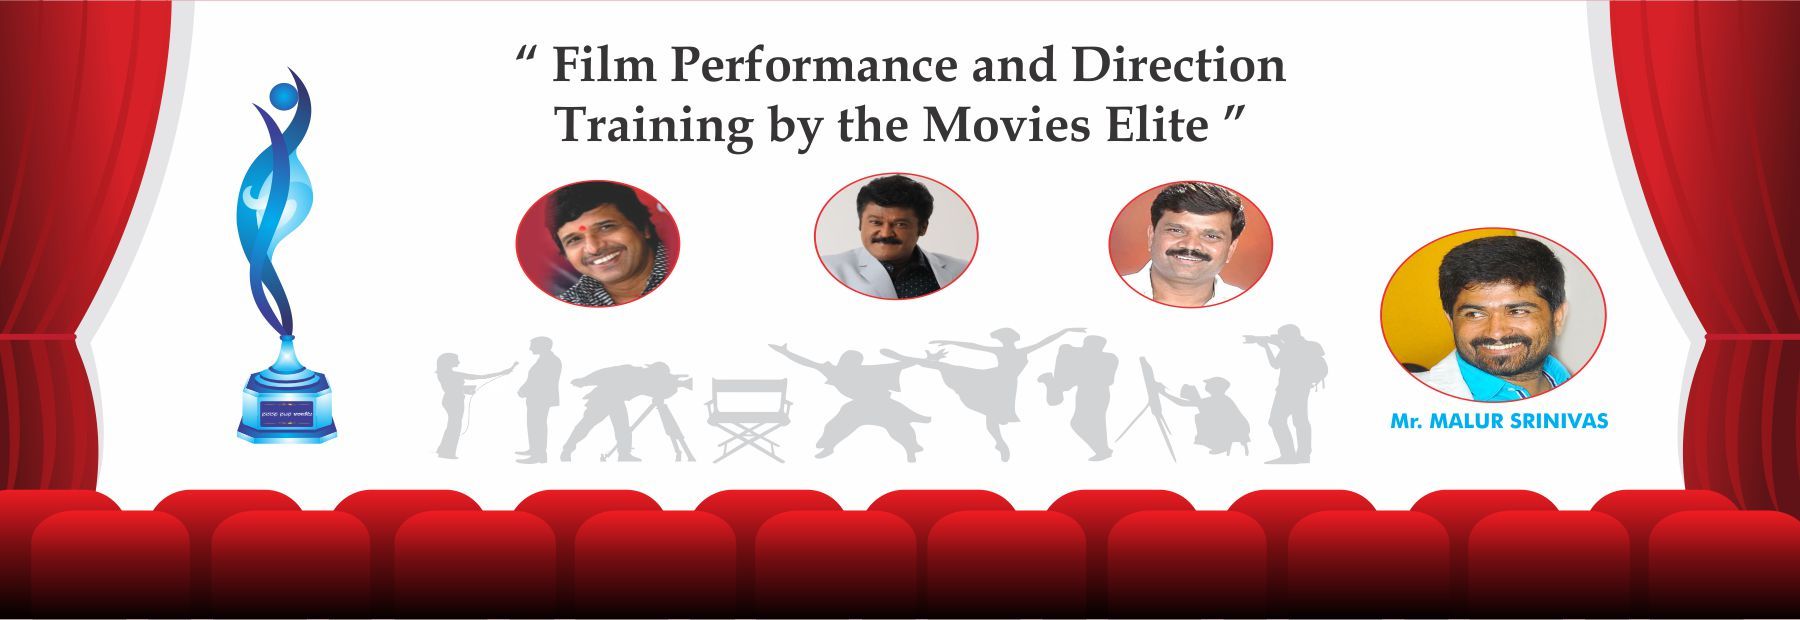 “ Film Performance and Direction
Training by the Movies Elite ”
Mr. MALUR SRINIVAS